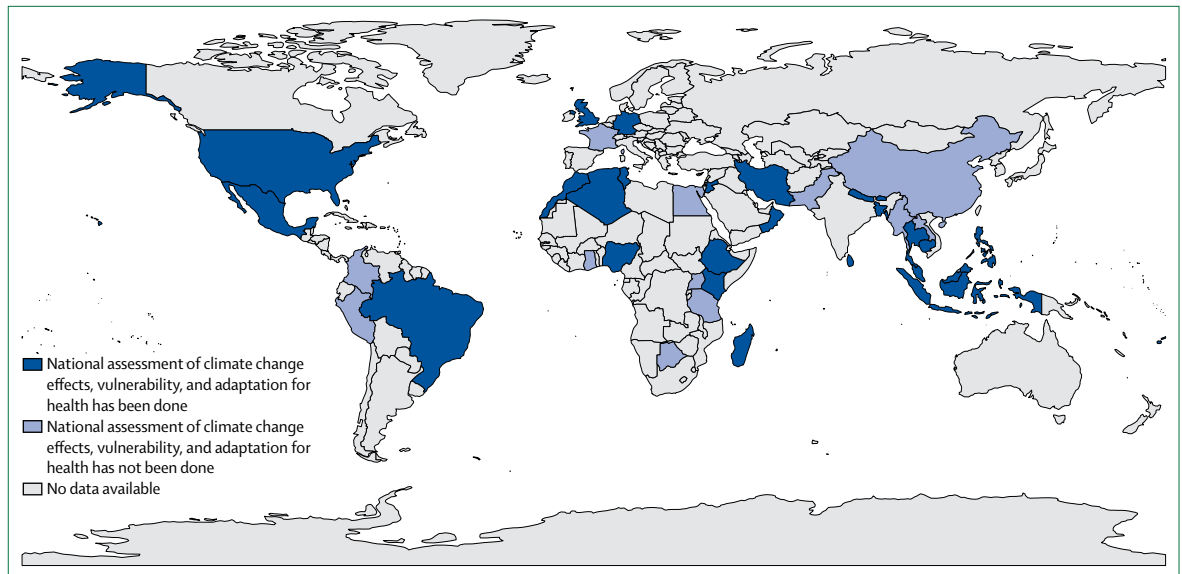 National assessment of climate change
effects, vulnerability, and adaptation for
health has been done
National assessment of climate change
effects, vulnerability, and adaptation for
health has not been done
No data available